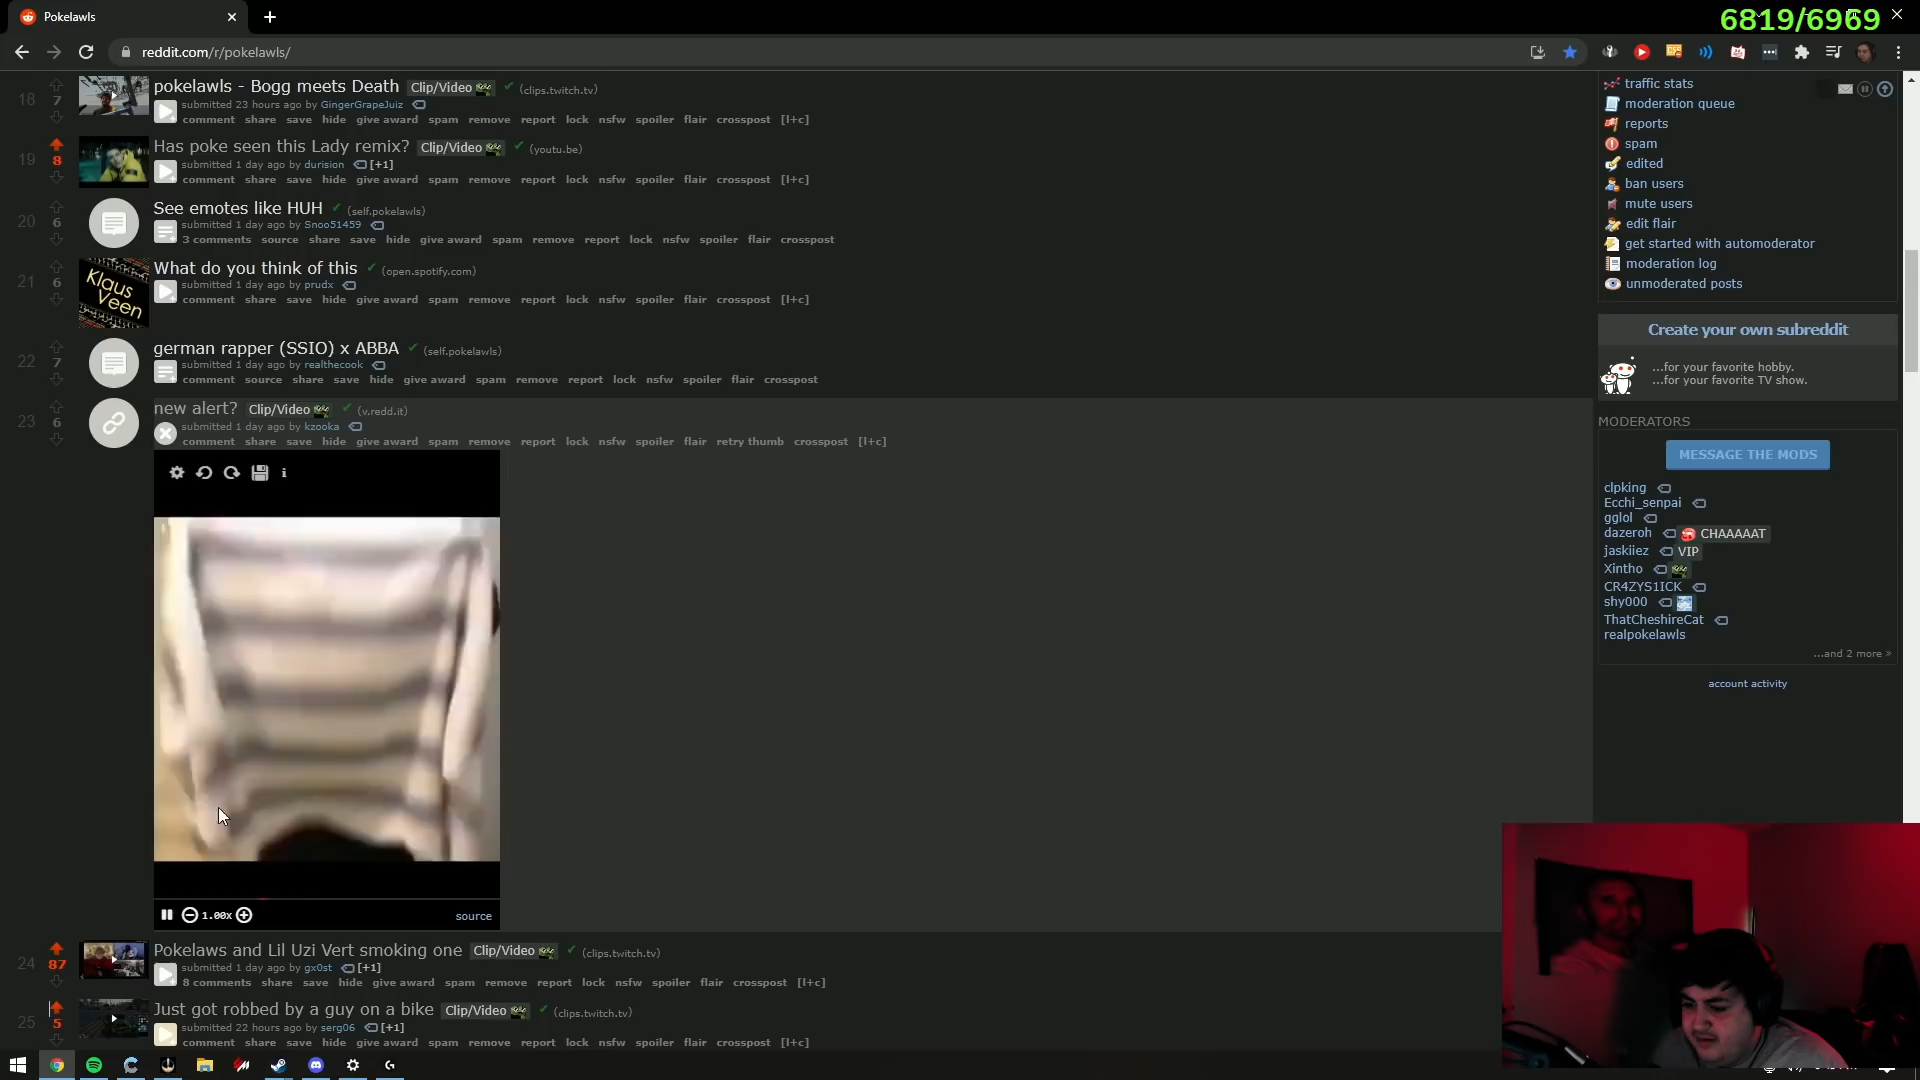 Pokelawls
6819/6969
reddit.com/r/pokelawls/
18
7
pokelawls - Bogg meets Death Clip/Video (clips.twitch.tv)
submitted 23 hours ago by GingerGrapeJuiz
comment share save hide give award spam remove report lock nsfw spoiler flair crosspost [l+c]
19
8
Has poke seen this Lady remix? Clip/Video (youtu.be)
submitted 1 day ago by durision [+1]
comment share save hide give award spam remove report lock nsfw spoiler flair crosspost [l+c]
20
6
See emotes like HUH (self.pokelawls)
submitted 1 day ago by Snoo51459
3 comments source share save hide give award spam remove report lock nsfw spoiler flair crosspost
21
6
Klaus
Veen
What do you think of this (open.spotify.com)
submitted 1 day ago by prudx
comment share save hide give award spam remove report lock nsfw spoiler flair crosspost [l+c]
22
7
german rapper (SSIO) x ABBA (self.pokelawls)
submitted 1 day ago by realthecook
comment source share save hide give award spam remove report lock nsfw spoiler flair crosspost
23
6
new alert? Clip/Video (v.redd.it)
submitted 1 day ago by kzooka
comment share save hide give award spam remove report lock nsfw spoiler flair retry thumb crosspost [l+c]
1.00x
source
24
87
Pokelaws and Lil Uzi Vert smoking one Clip/Video (clips.twitch.tv)
submitted 1 day ago by gx0st [+1]
8 comments share save hide give award spam remove report lock nsfw spoiler flair crosspost [l+c]
25
5
Just got robbed by a guy on a bike Clip/Video (clips.twitch.tv)
submitted 22 hours ago by serg06 [+1]
comment share save hide give award spam remove report lock nsfw spoiler flair crosspost [l+c]
traffic stats
moderation queue
reports
spam
edited
ban users
mute users
edit flair
get started with automoderator
moderation log
unmoderated posts
Create your own subreddit
...for your favorite hobby.
...for your favorite TV show.
MODERATORS
MESSAGE THE MODS
clpking
Ecchi_senpai
gglol
dazeroh CHAAAAAT
jaskiiez VIP
Xintho
CR4ZYS1ICK
shy000
ThatCheshireCat
realpokelawls
...and 2 more »
account activity